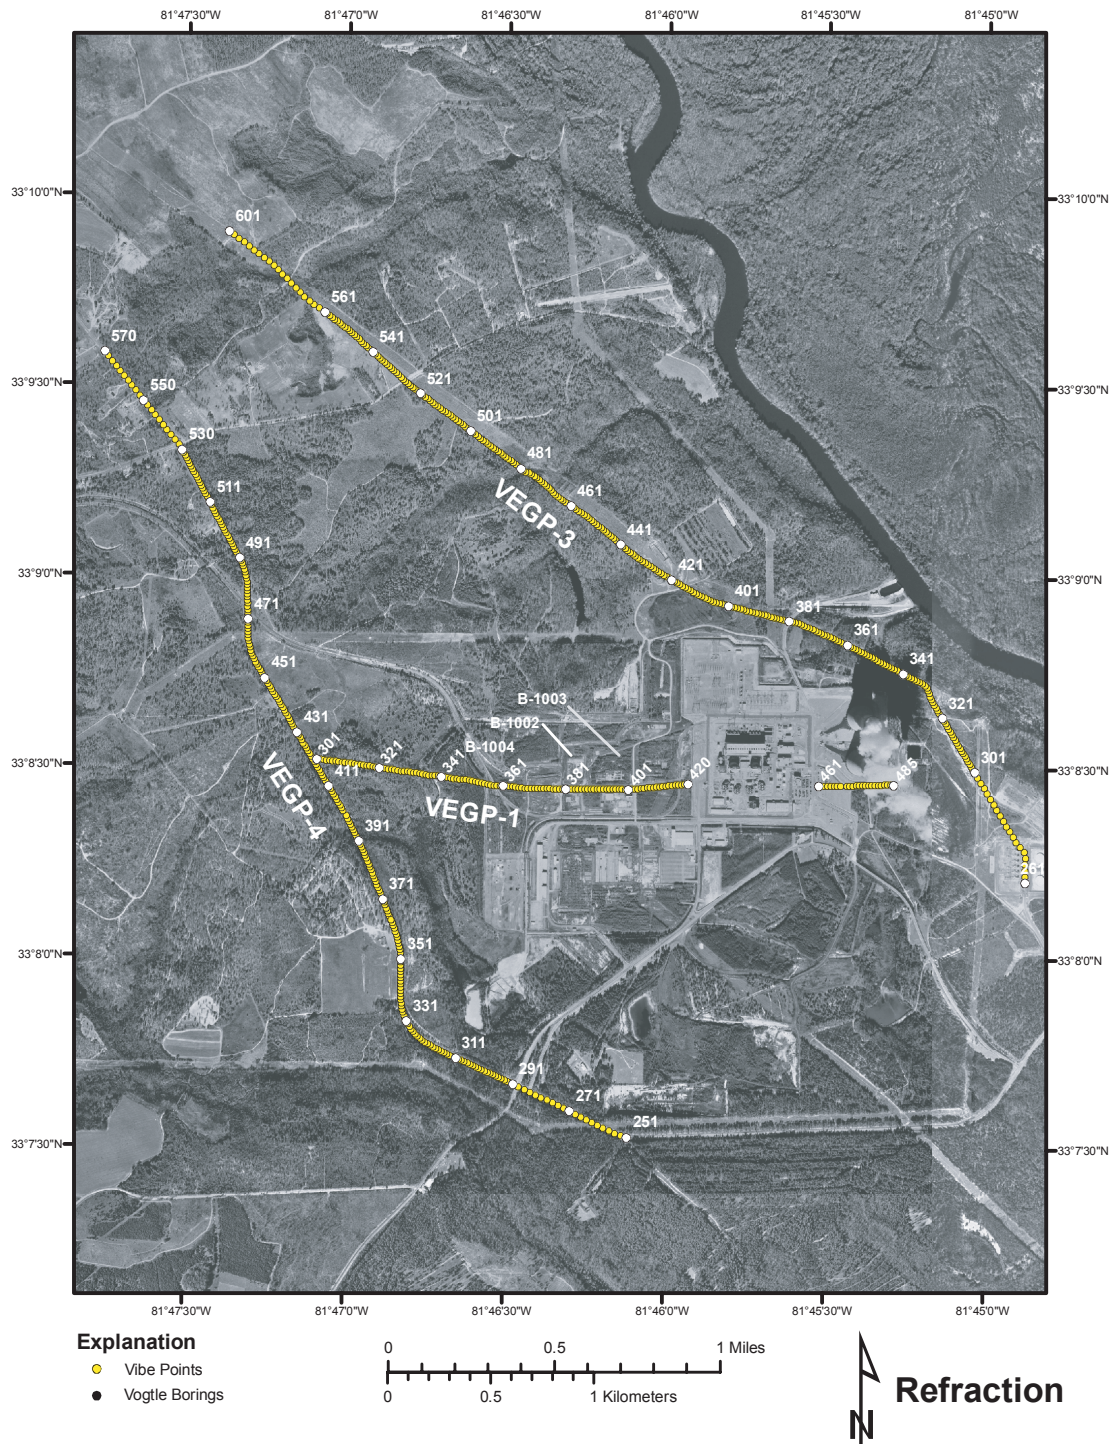 81°47'30"W 81°47'0"W 81°46'30"W 81°46'0"W 81°45'30"W 81°45'0"W
33°10'0"N 33°10'0"N
601
561
570
541
33°9'30"N 33°9'30"N
550
521
530
501
481
511
461
VEGP-3
441
491
33°9'0"N 33°9'0"N
421
401
471
381
361
451
341
B-1003
321
431
B-1002
301
B-1004
33°8'30"N 33°8'30"N
301 321 341 361 381 401 420 461 485
411
VEGP-4
VEGP-1
391
261
371
351
33°8'0"N 33°8'0"N
331
311
291
271
251
33°7'30"N 33°7'30"N
81°47'30"W 81°47'0"W 81°46'30"W 81°46'0"W 81°45'30"W 81°45'0"W
Explanation
Vibe Points
Vogtle Borings
0 0.5 1 Miles
0 0.5 1 Kilometers
N
Refraction